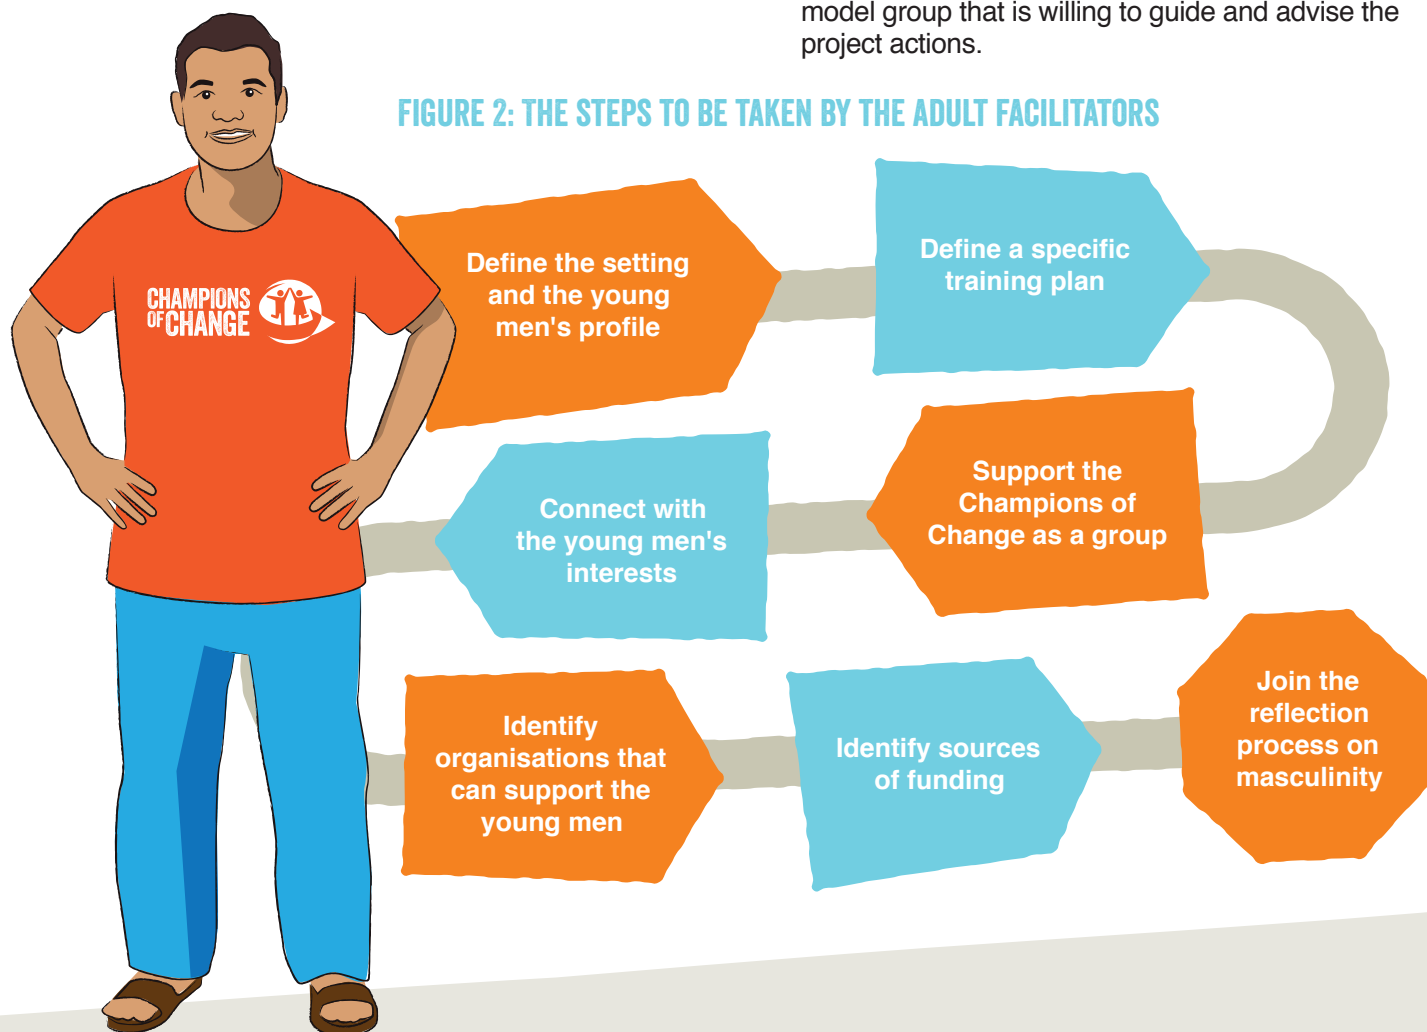 model group that is willing to guide and advise the
project actions.
FIGURE 2: THE STEPS TO BE TAKEN BY THE ADULT FACILITATORS
CHAMPIONS
OF CHANGE
Define the setting
and the young
men's profile
Define a specific
training plan
Support the
Champions of
Change as a group
Connect with
the young men's
interests
Identify
organisations that
can support the
young men
Identify sources
of funding
Join the
reflection
process on
masculinity